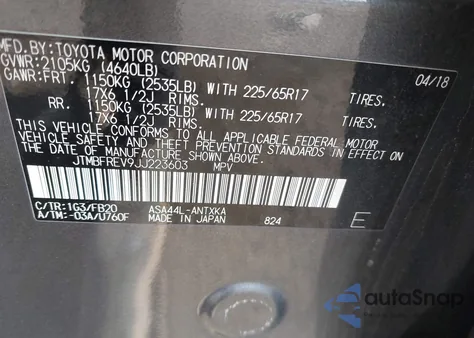 MFD.BY:TOYOTA MOTOR CORPORATION 04/18
GVWR:2105KG (4640LB)
GAWR:FRT. 1150KG (2535LB) WITH 225/65R17 TIRES.
17X6 1/2J RIMS.
RR. 1150KG (2535LB) WITH 225/65R17 TIRES.
17X6 1/2J RIMS.
THIS VEHICLE CONFORMS TO ALL APPLICABLE FEDERAL MOTOR
VEHICLE SAFETY AND THEFT PREVENTION STANDARDS IN EFFECT ON
THE DATE OF MANUFACTURE SHOWN ABOVE.
JTMBFREV9JJ223603 MPV
C/TR:1G3/FB20 ASA44L-ANTXKA
A/TM:-03A/U760F MADE IN JAPAN 824 E
autoSnap